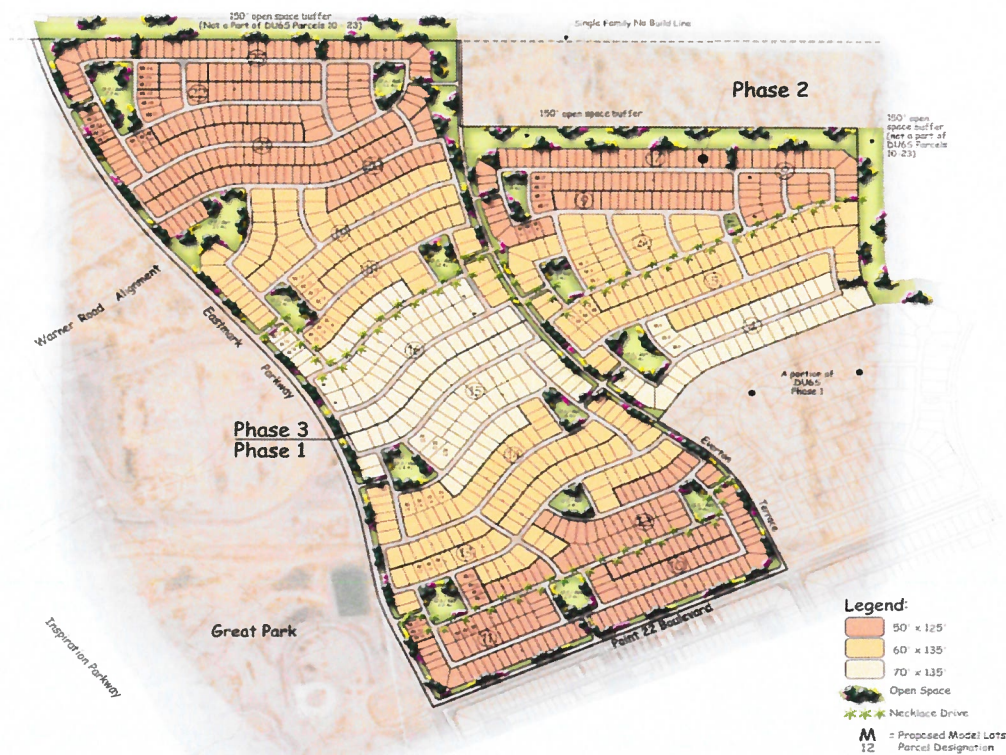 150' open space buffer
(Not a Part of DU65 Parcels 10 - 23)
Single Family No Build Line
Phase 2
150' open space buffer
150' open
space buffer
(not a part of
DU65 Parcels
10-23)
Warner Road Alignment
Eastmark
Parkway
A portion of
DU65
Phase 1
Phase 3
Phase 1
16
15
Everton
Terrace
Great Park
Point 22 Boulevard
Inspiration Parkway
Legend:
50' x 125'
60' x 135'
70' x 135'
Open Space
Necklace Drive
M = Proposed Model Lots
12 Parcel Designation